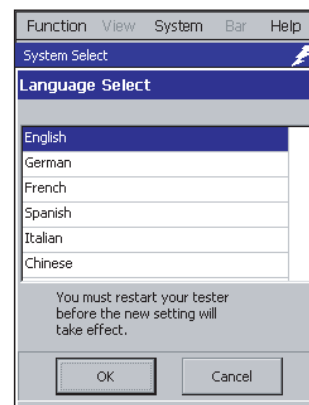 Function View System Bar Help
System Select
Language Select
English
German
French
Spanish
Italian
Chinese
You must restart your tester
before the new setting will
take effect.
OK Cancel